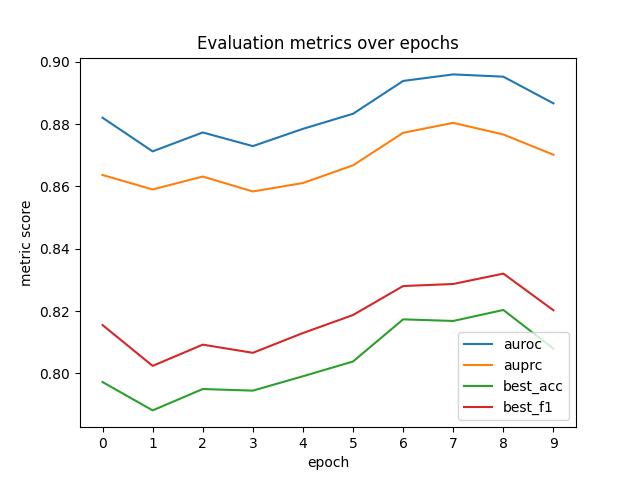 Evaluation metrics over epochs
metric score
0.90
0.88
0.86
0.84
0.82
0.80
auroc
auprc
best_acc
best_f1
0 1 2 3 4 5 6 7 8 9
epoch